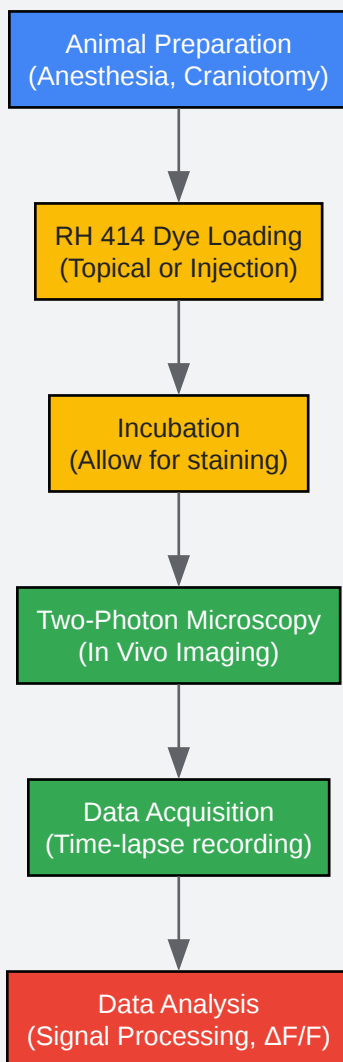 Animal Preparation
(Anesthesia, Craniotomy)
RH 414 Dye Loading
(Topical or Injection)
Incubation
(Allow for staining)
Two-Photon Microscopy
(In Vivo Imaging)
Data Acquisition
(Time-lapse recording)
Data Analysis
(Signal Processing, ΔF/F)